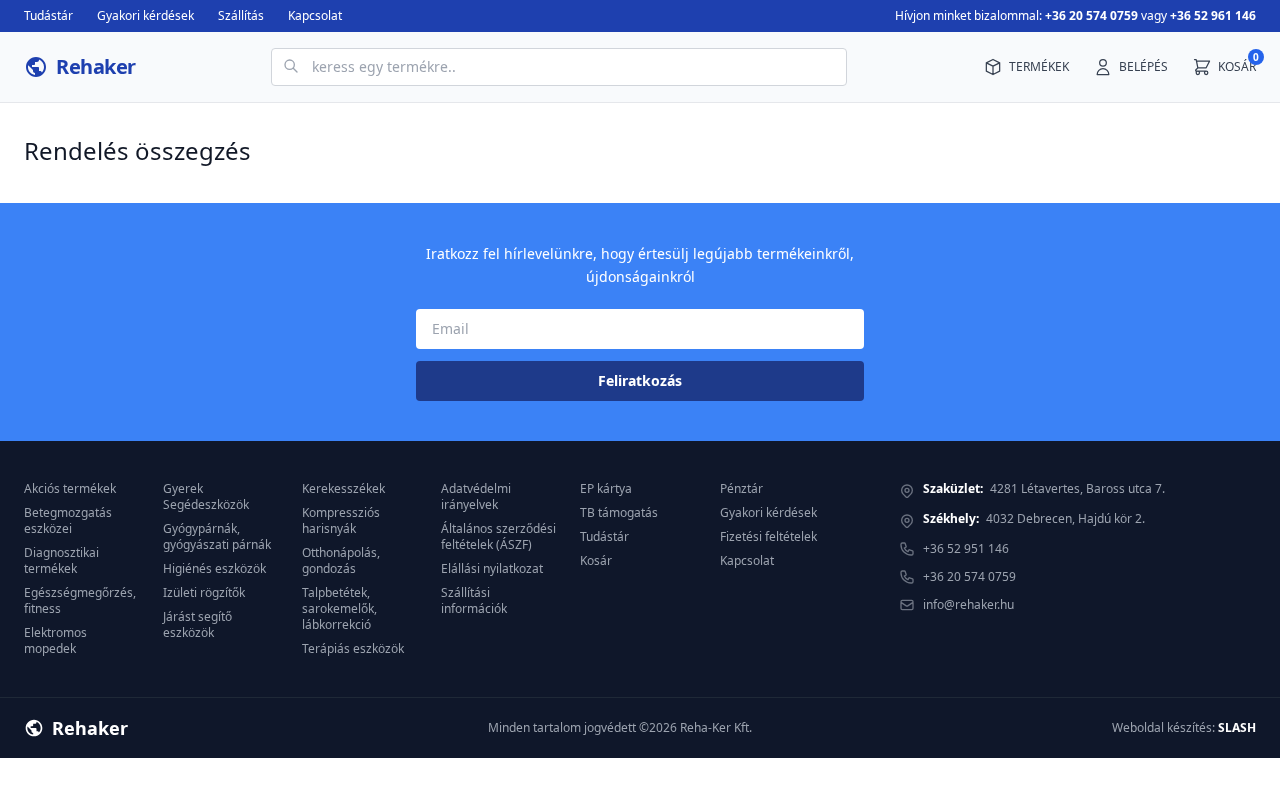 Tudástár Gyakori kérdések Szállítás Kapcsolat Hívjon minket bizalommal: +36 20 574 0759 vagy +36 52 961 146
Rehaker keress egy termékre.. TERMÉKEK BELÉPÉS KOSÁR 0
Rendelés összegzés
Iratkozz fel hírlevelünkre, hogy értesülj legújabb termékeinkről,
újdonságainkról
Email
Feliratkozás
Akciós termékek
Betegmozgatás
eszközei
Diagnosztikai
termékek
Egészségmegőrzés,
fitness
Elektromos
mopedek
Gyerek
Segédeszközök
Gyógypárnák,
gyógyászati párnák
Higiénés eszközök
Izületi rögzítők
Járást segítő
eszközök
Kerekesszékek
Kompressziós
harisnyák
Otthonápolás,
gondozás
Talpbetétek,
sarokemelők,
lábkorrekció
Terápiás eszközök
Adatvédelmi
irányelvek
Általános szerződési
feltételek (ÁSZF)
Elállási nyilatkozat
Szállítási
információk
EP kártya
TB támogatás
Tudástár
Kosár
Pénztár
Gyakori kérdések
Fizetési feltételek
Kapcsolat
Szaküzlet: 4281 Létavertes, Baross utca 7.
Székhely: 4032 Debrecen, Hajdú kör 2.
+36 52 951 146
+36 20 574 0759
info@rehaker.hu
Rehaker Minden tartalom jogvédett ©2026 Reha-Ker Kft. Weboldal készítés: SLASH